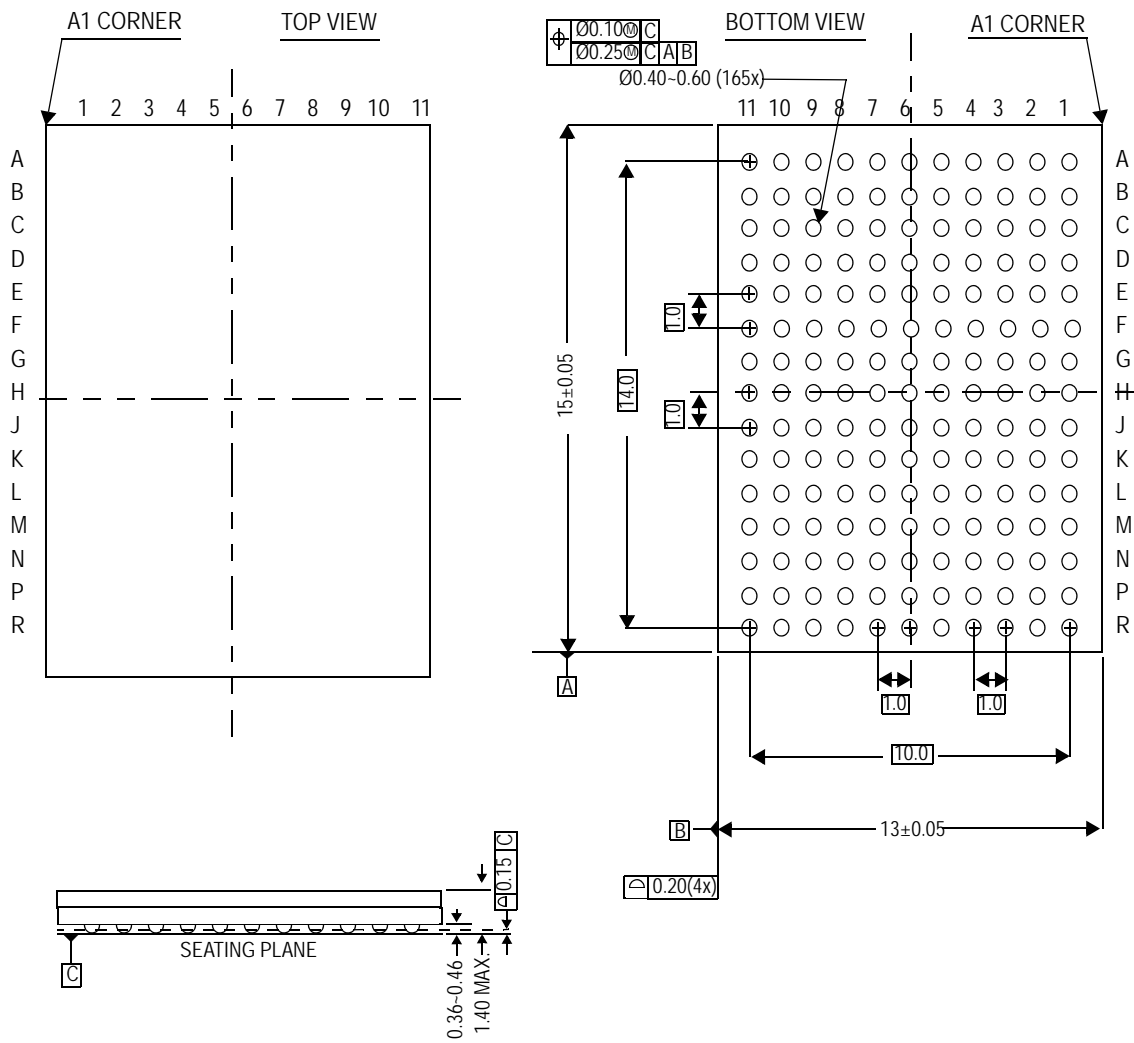 A1 CORNER TOP VIEW
1 2 3 4 5 6 7 8 9 10 11
A
B
C
D
E
F
G
H
J
K
L
M
N
P
R
Ø0.10Ⓜ C
Ø0.25Ⓜ C A B
BOTTOM VIEW A1 CORNER
Ø0.40~0.60 (165x)
11 10 9 8 7 6 5 4 3 2 1
A
B
C
D
E
F
G
H
J
K
L
M
N
P
R
1.0
15±0.05
14.0
1.0
A
1.0 1.0
10.0
B
13±0.05
0.20(4x)
0.15 C
SEATING PLANE
C
0.36~0.46
1.40 MAX.